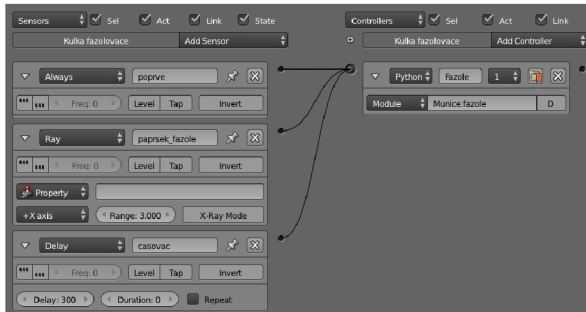 Sensors Sel Act Link State
Kulka fazolovace Add Sensor
Always poprve
Freq: 0 Level Tap Invert
Ray paprsek_fazole
Freq: 0 Level Tap Invert
Property
+X axis Range: 3.000 X-Ray Mode
Delay casovac
Freq: 0 Level Tap Invert
Delay: 300 Duration: 0 Repeat
Controllers Sel Act Link
Kulka fazolovace Add Controller
Python Fazole 1
Module Munice.fazole D